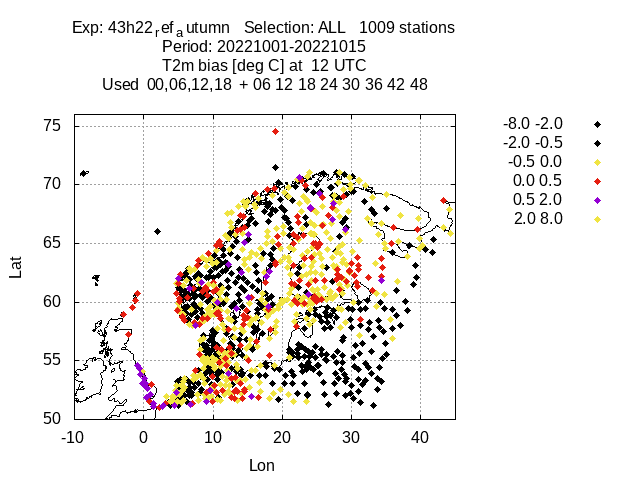 Exp: 43h22refautumn Selection: ALL 1009 stations
Period: 20221001-20221015
T2m bias [deg C] at 12 UTC
Used 00,06,12,18 + 06 12 18 24 30 36 42 48
75
70
65
60
55
50
Lat
-10 0 10 20 30 40
Lon
-8.0 -2.0
-2.0 -0.5
-0.5 0.0
0.0 0.5
0.5 2.0
2.0 8.0